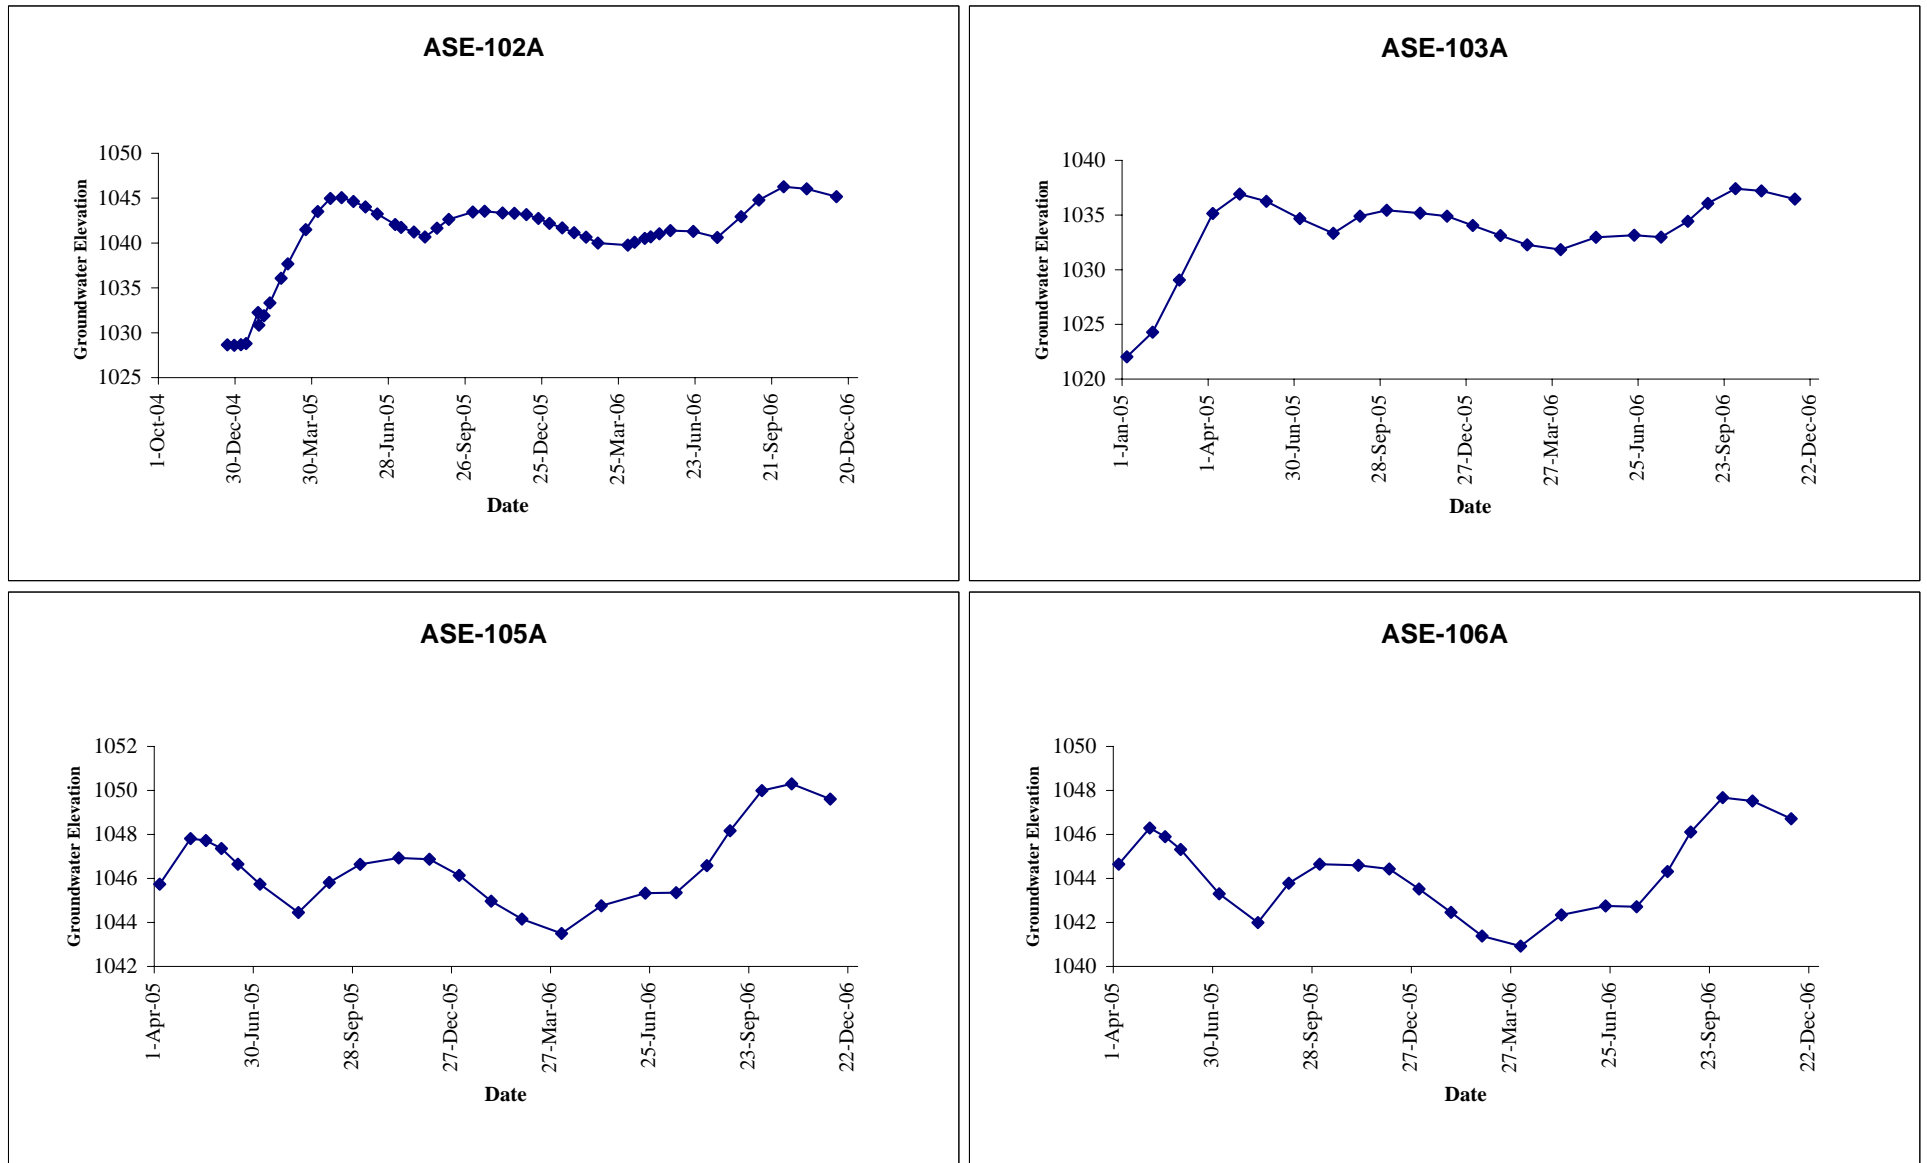 ASE-102A
Groundwater Elevation
1050
1045
1040
1035
1030
1025
1-Oct-04
30-Dec-04
30-Mar-05
28-Jun-05
26-Sep-05
25-Dec-05
25-Mar-06
23-Jun-06
21-Sep-06
20-Dec-06
Date
ASE-103A
Groundwater Elevation
1040
1035
1030
1025
1020
1-Jan-05
1-Apr-05
30-Jun-05
28-Sep-05
27-Dec-05
27-Mar-06
25-Jun-06
23-Sep-06
22-Dec-06
Date
ASE-105A
Groundwater Elevation
1052
1050
1048
1046
1044
1042
1-Apr-05
30-Jun-05
28-Sep-05
27-Dec-05
27-Mar-06
25-Jun-06
23-Sep-06
22-Dec-06
Date
ASE-106A
Groundwater Elevation
1050
1048
1046
1044
1042
1040
1-Apr-05
30-Jun-05
28-Sep-05
27-Dec-05
27-Mar-06
25-Jun-06
23-Sep-06
22-Dec-06
Date